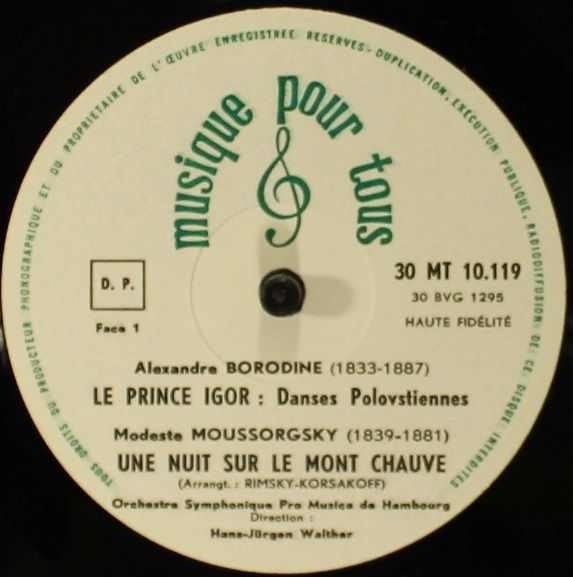 TOUS DROITS DU PRODUCTEUR PHONOGRAPHIQUE ET DU PROPRIETAIRE DE L'ŒUVRE ENREGISTREE RESERVES - DUPLICATION, EXECUTION PUBLIQUE, RADIODIFFUSION DE CE DISQUE INTERDITES
musique pour tous
D. P.
Face 1
30 MT 10.119
30 BVG 1295
HAUTE FIDÉLITÉ
Alexandre BORODINE (1833-1887)
LE PRINCE IGOR : Danses Polovstiennes
Modeste MOUSSORGSKY (1839-1881)
UNE NUIT SUR LE MONT CHAUVE
(Arrangt. : RIMSKY-KORSAKOFF)
Orchestre Symphonique Pro Musica de Hambourg
Direction :
Hans-Jürgen Walther